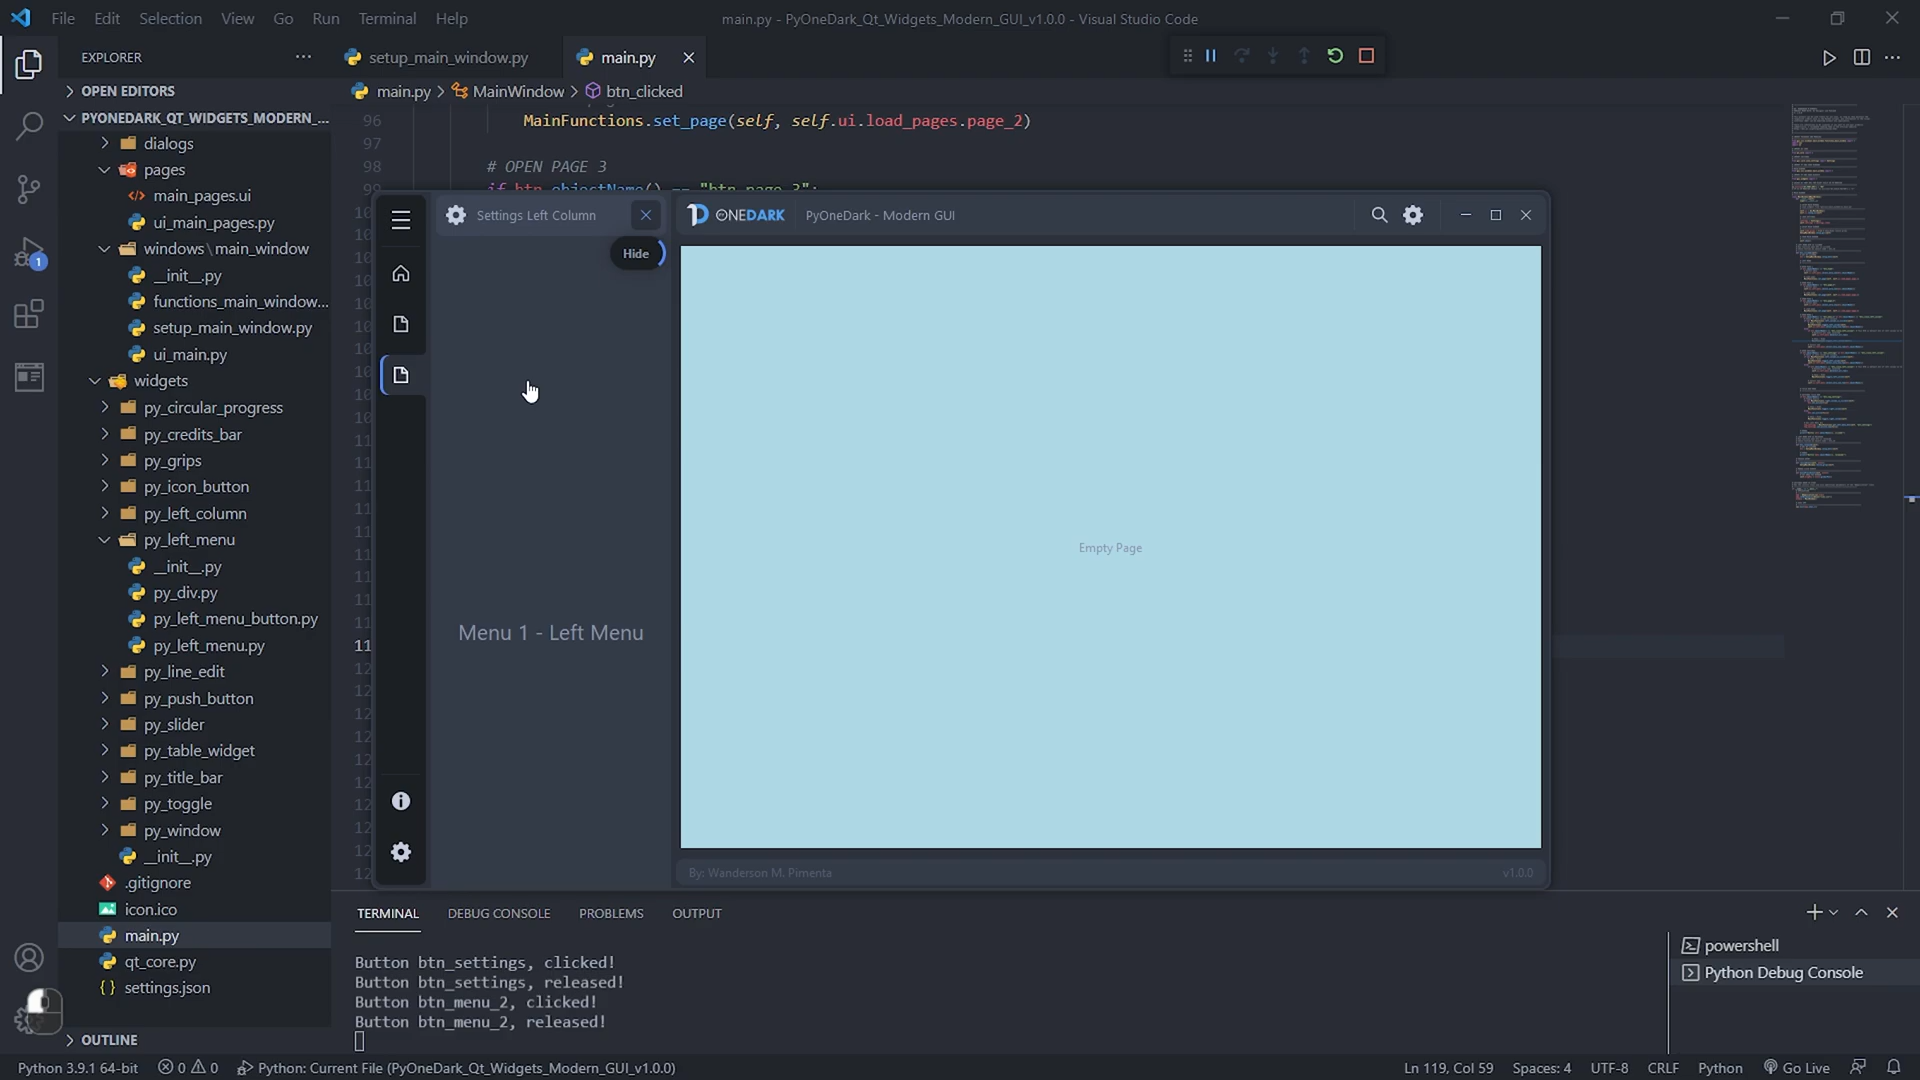 File Edit Selection View Go Run Terminal Help
main.py - PyOneDark_Qt_Widgets_Modern_GUI_v1.0.0 - Visual Studio Code
EXPLORER
setup_main_window.py
main.py
OPEN EDITORS
main.py > MainWindow > btn_clicked
PYONEDARK_QT_WIDGETS_MODERN_...
dialogs
pages
main_pages.ui
ui_main_pages.py
windows\main_window
__init__.py
functions_main_window...
setup_main_window.py
ui_main.py
widgets
py_circular_progress
py_credits_bar
py_grips
py_icon_button
py_left_column
py_left_menu
__init__.py
py_div.py
py_left_menu_button.py
py_left_menu.py
py_line_edit
py_push_button
py_slider
py_table_widget
py_title_bar
py_toggle
py_window
__init__.py
.gitignore
icon.ico
main.py
qt_core.py
settings.json
OUTLINE
96 MainFunctions.set_page(self, self.ui.load_pages.page_2)
97
98 # OPEN PAGE 3
99 if btn.objectName() == "btn_page_3":
Settings Left Column
ONEDARK
PyOneDark - Modern GUI
Hide
Empty Page
Menu 1 - Left Menu
By: Wanderson M. Pimenta
v1.0.0
TERMINAL DEBUG CONSOLE PROBLEMS OUTPUT
Button btn_settings, clicked!
Button btn_settings, released!
Button btn_menu_2, clicked!
Button btn_menu_2, released!
powershell
Python Debug Console
1
Python 3.9.1 64-bit 0 0 Python: Current File (PyOneDark_Qt_Widgets_Modern_GUI_v1.0.0) Ln 119, Col 59 Spaces: 4 UTF-8 CRLF Python Go Live